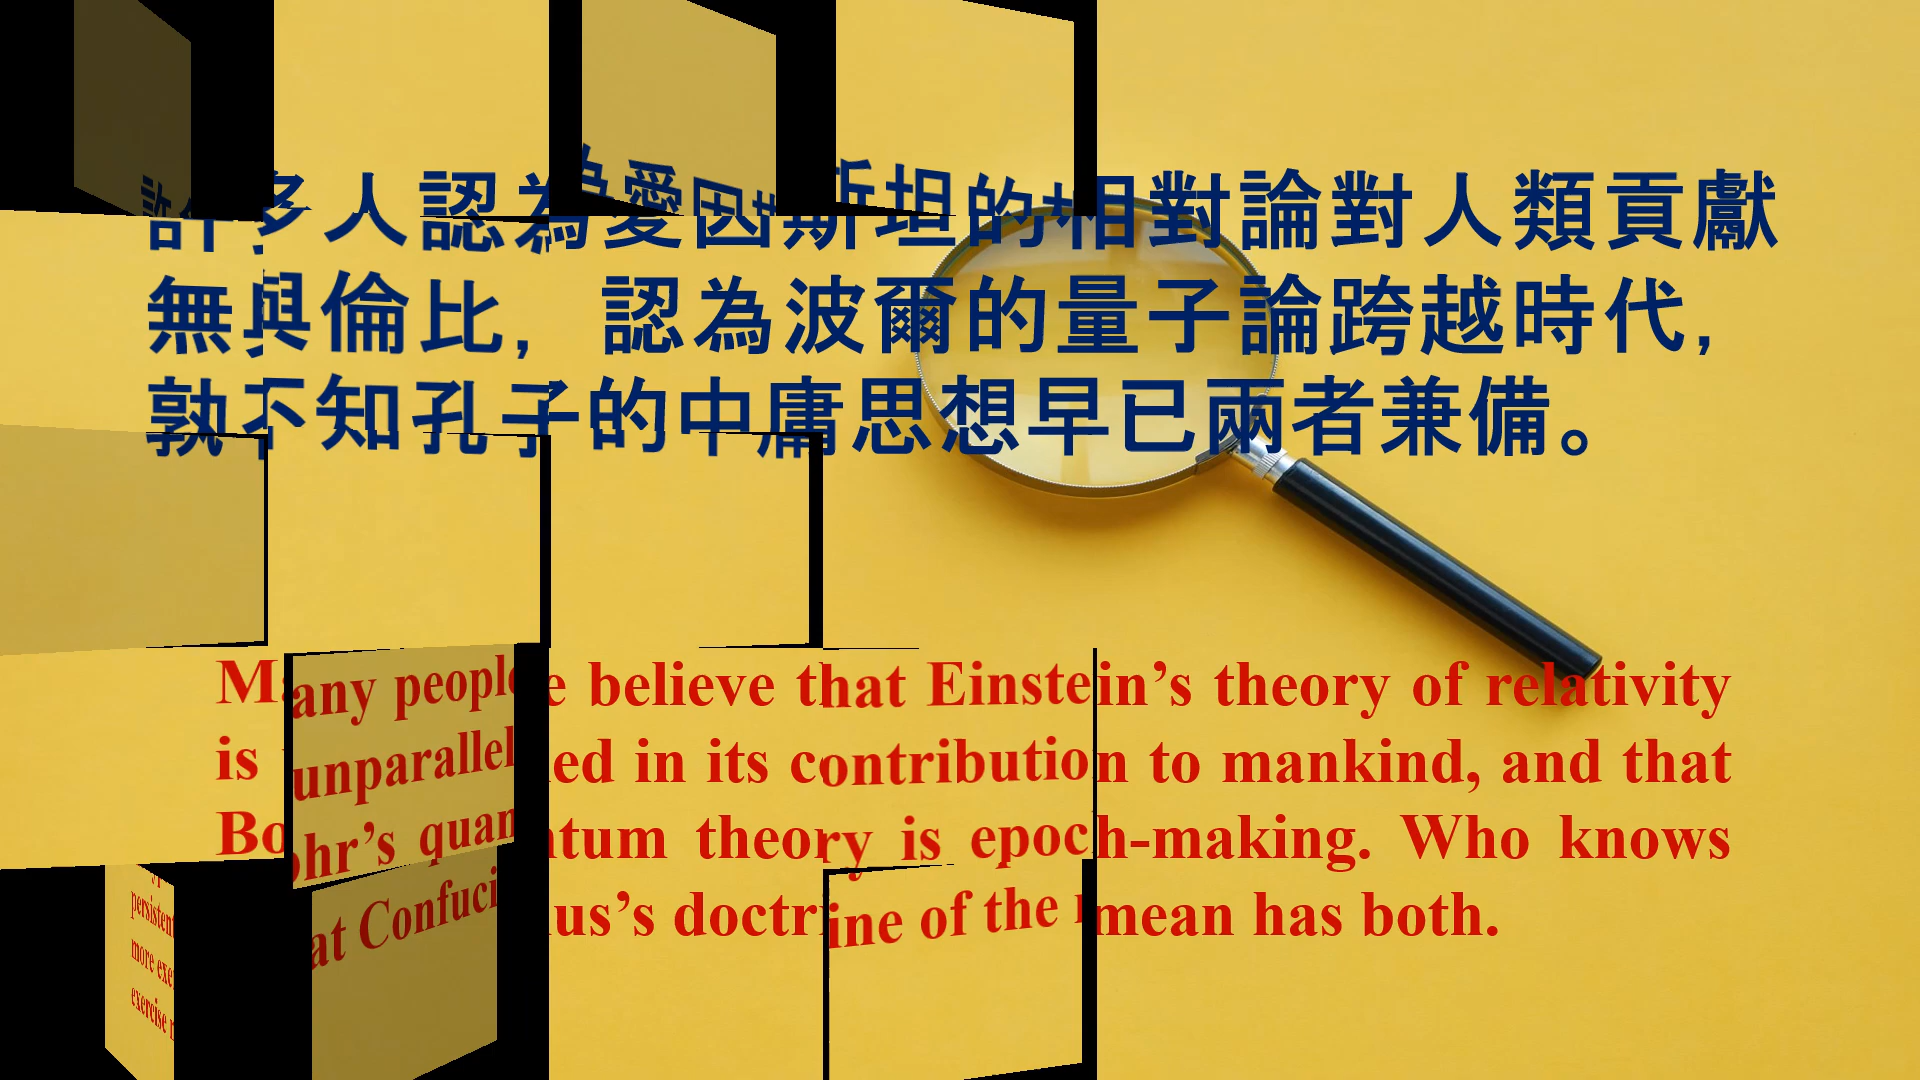 許多人認為愛因斯坦的相對論對人類貢獻
無與倫比，認為波爾的量子論跨越時代，
孰不知孔子的中庸思想早已兩者兼備。
Many people believe that Einstein’s theory of relativity
is unparalleled in its contribution to mankind, and that
Bohr’s quantum theory is epoch-making. Who knows
at Confucius’s doctrine of the mean has both.
more
exercise